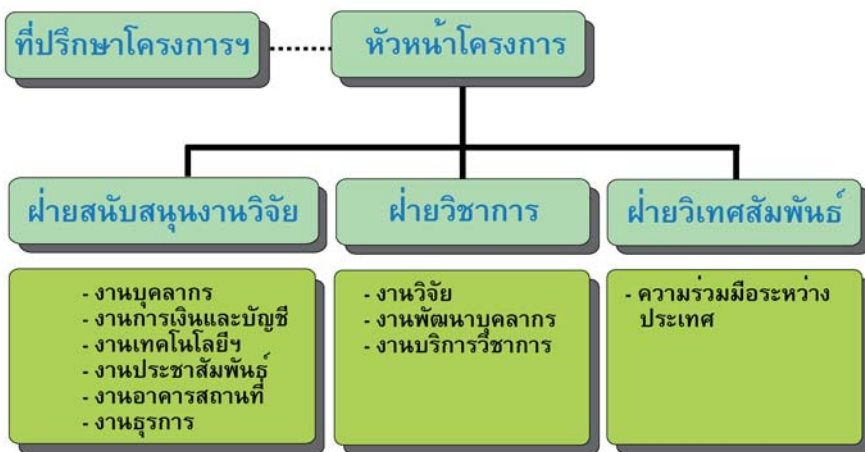 ที่ปรึกษาโครงการฯ
หัวหน้าโครงการ
ฝ่ายสนับสนุนงานวิจัย
ฝ่ายวิชาการ
ฝ่ายวิเทศสัมพันธ์
- งานบุคลากร
- งานการเงินและบัญชี
- งานเทคโนโลยีฯ
- งานประชาสัมพันธ์
- งานอาคารสถานที่
- งานธุรการ
- งานวิจัย
- งานพัฒนาบุคลากร
- งานบริการวิชาการ
- ความร่วมมือระหว่าง
ประเทศ